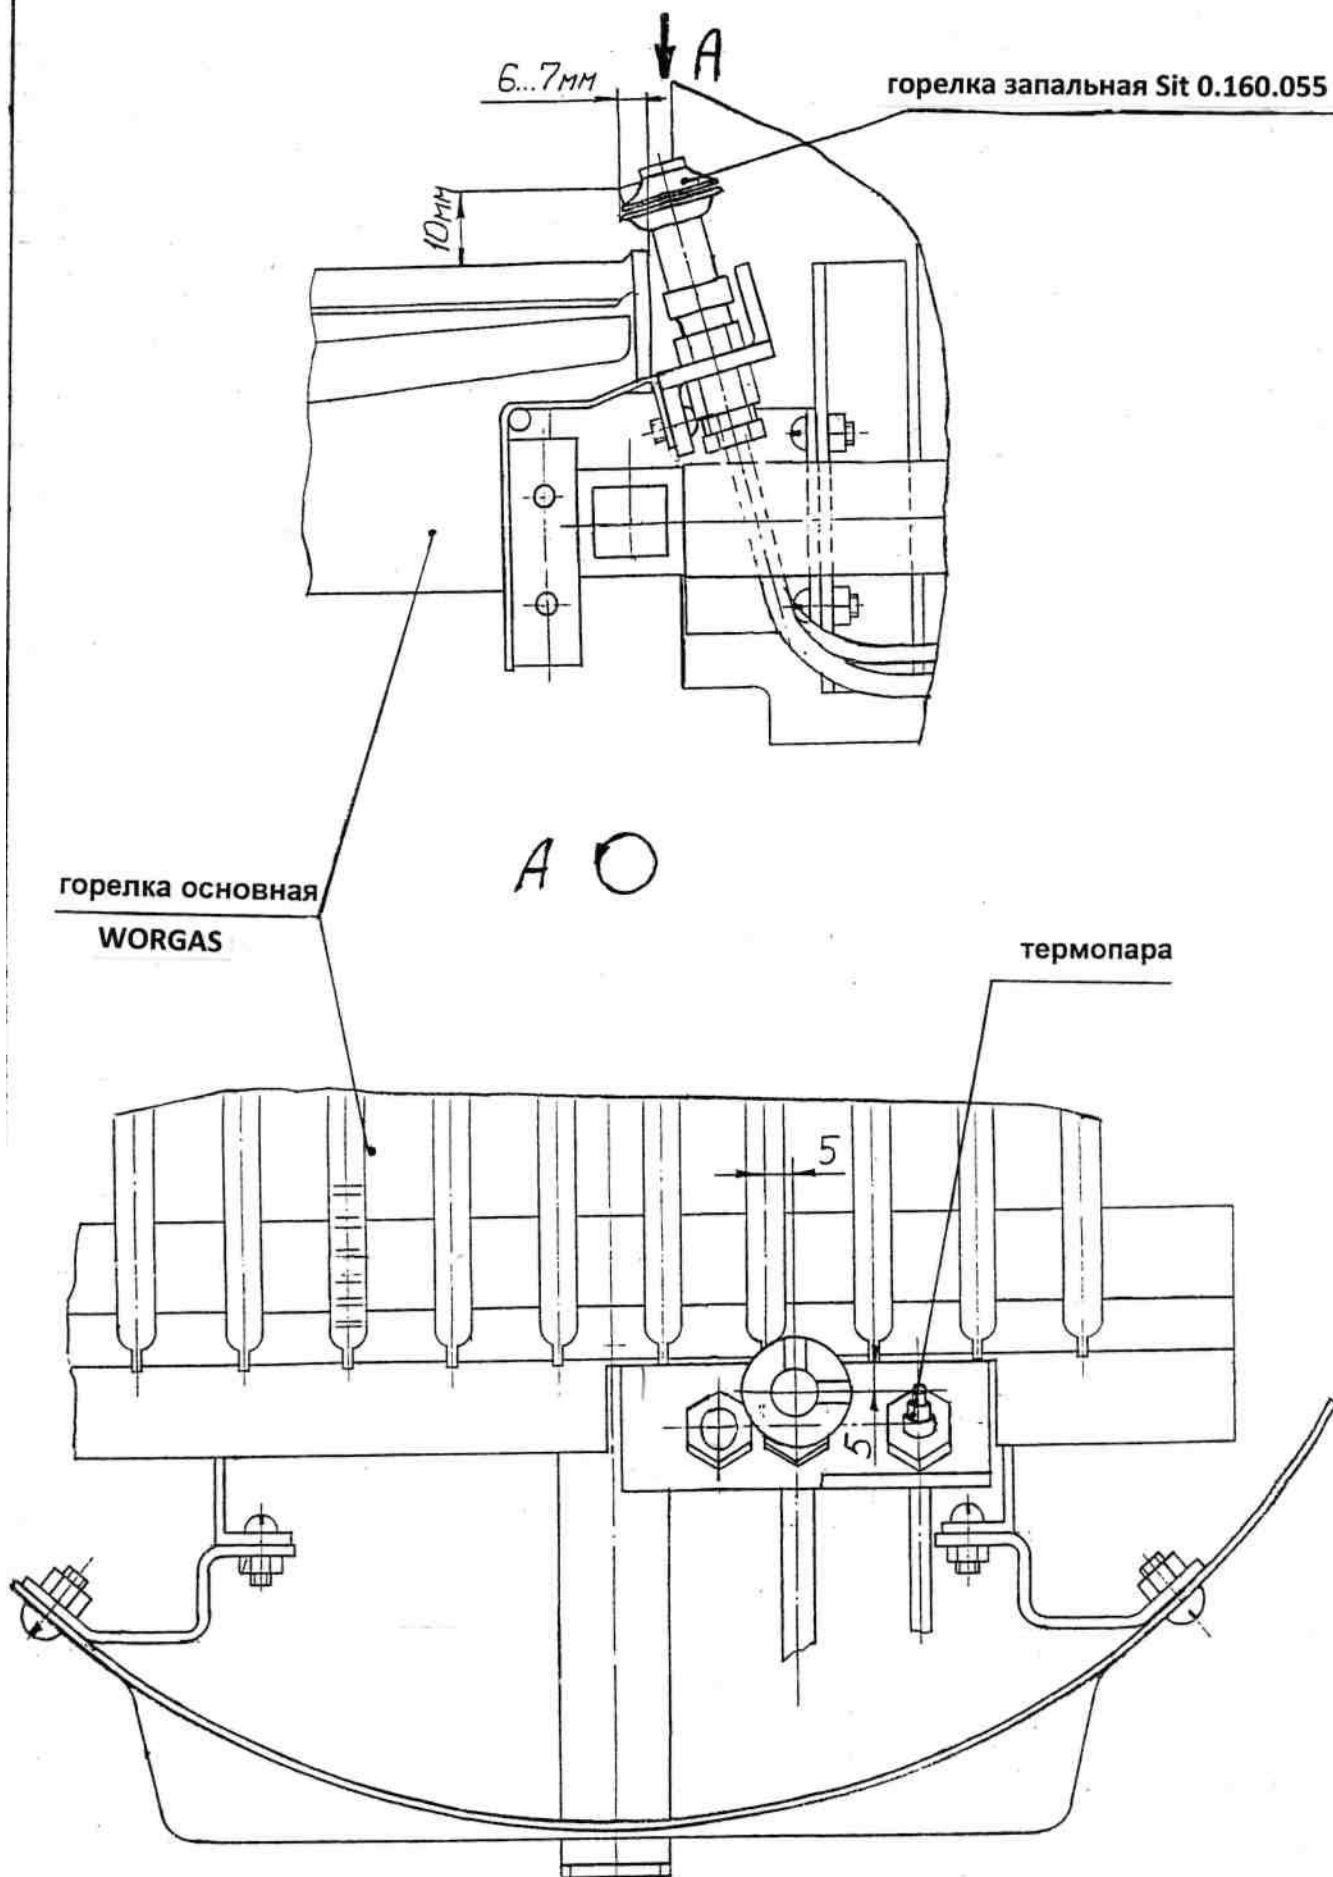 А
6...7мм
горелка запальная Sit 0.160.055
10мм
А
горелка основная
WORGAS
термопара
5
5